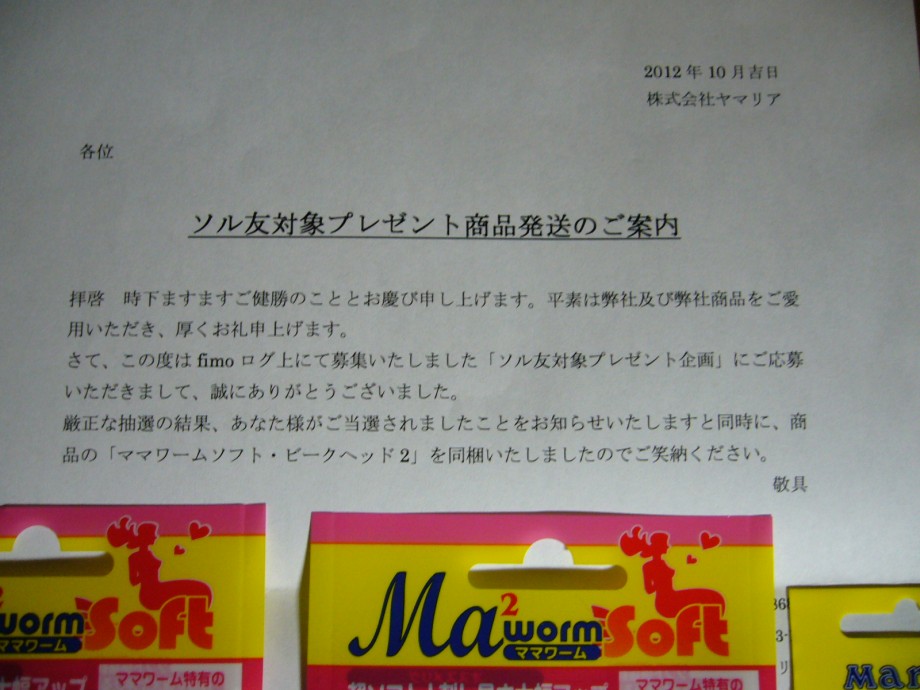 2012年10月吉日
株式会社ヤマリア
各位
ソル友対象プレゼント商品発送のご案内
拝啓　時下ますますご健勝のこととお慶び申し上げます。平素は弊社及び弊社商品をご愛
用いただき、厚くお礼申上げます。
さて、この度は fimo ログ上にて募集いたしました「ソル友対象プレゼント企画」にご応募
いただきまして、誠にありがとうございました。
厳正な抽選の結果、あなた様がご当選されましたことをお知らせいたしますと同時に、商
品の「ママワームソフト・ビークヘッド2」を同梱いたしましたのでご笑納ください。
敬具
worm Soft
ママワーム
ママワーム特有の
Ma2 worm Soft
ママワーム
ママワーム特有の